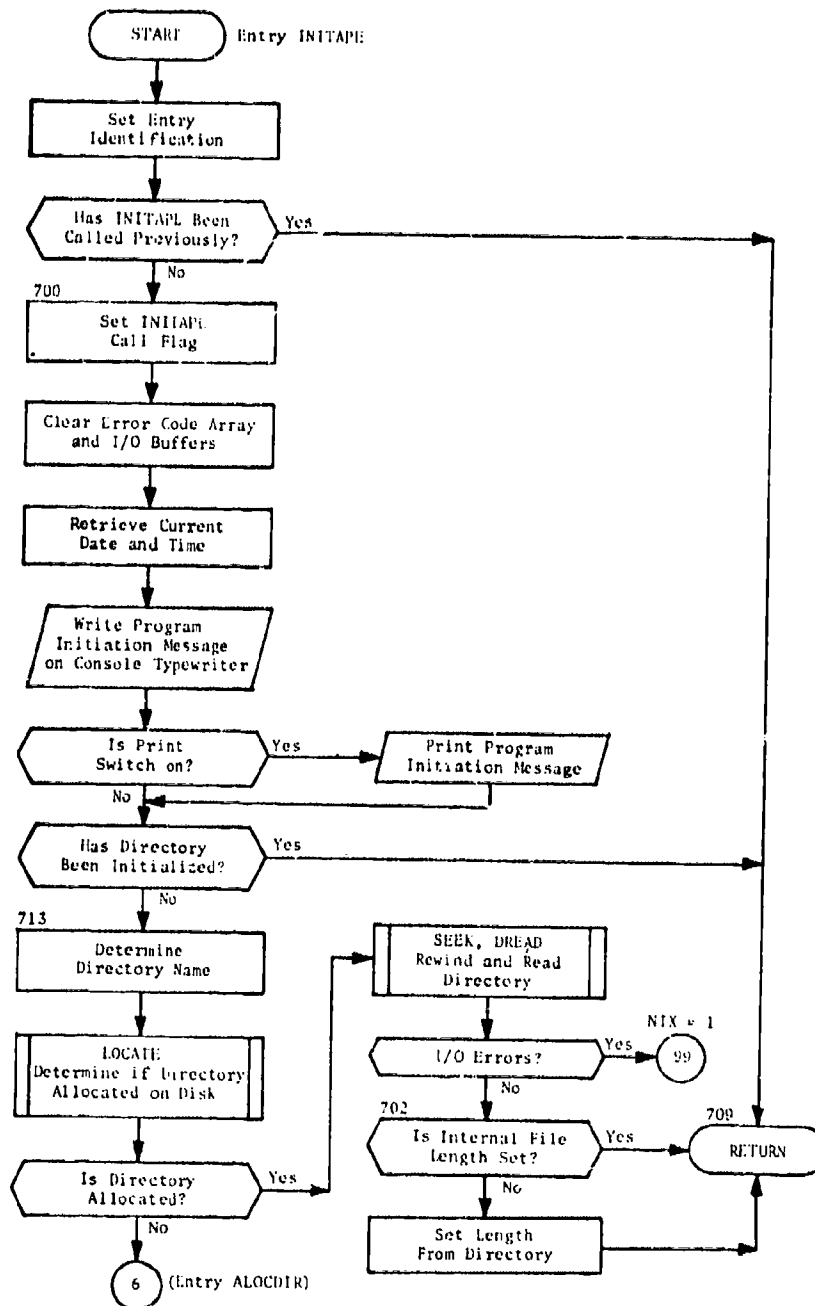 START
Entry INITAPE
Set Entry
Identification
Has INITAPE Been
Called Previously?
Yes
No
700
Set INITAPE
Call Flag
Clear Error Code Array
and I/O Buffers
Retrieve Current
Date and Time
Write Program
Initiation Message
on Console Typewriter
Is Print
Switch on?
Yes
Print Program
Initiation Message
No
Has Directory
Been Initialized?
Yes
No
713
Determine
Directory Name
SEEK, DREAD
Rewind and Read
Directory
LOCATE
Determine if Directory
Allocated on Disk
I/O Errors?
Yes
NIX = 1
99
No
702
Is Internal File
Length Set?
Yes
709
RETURN
Is Directory
Allocated?
Yes
No
No
Set Length
From Directory
6
(Entry ALOCDIR)